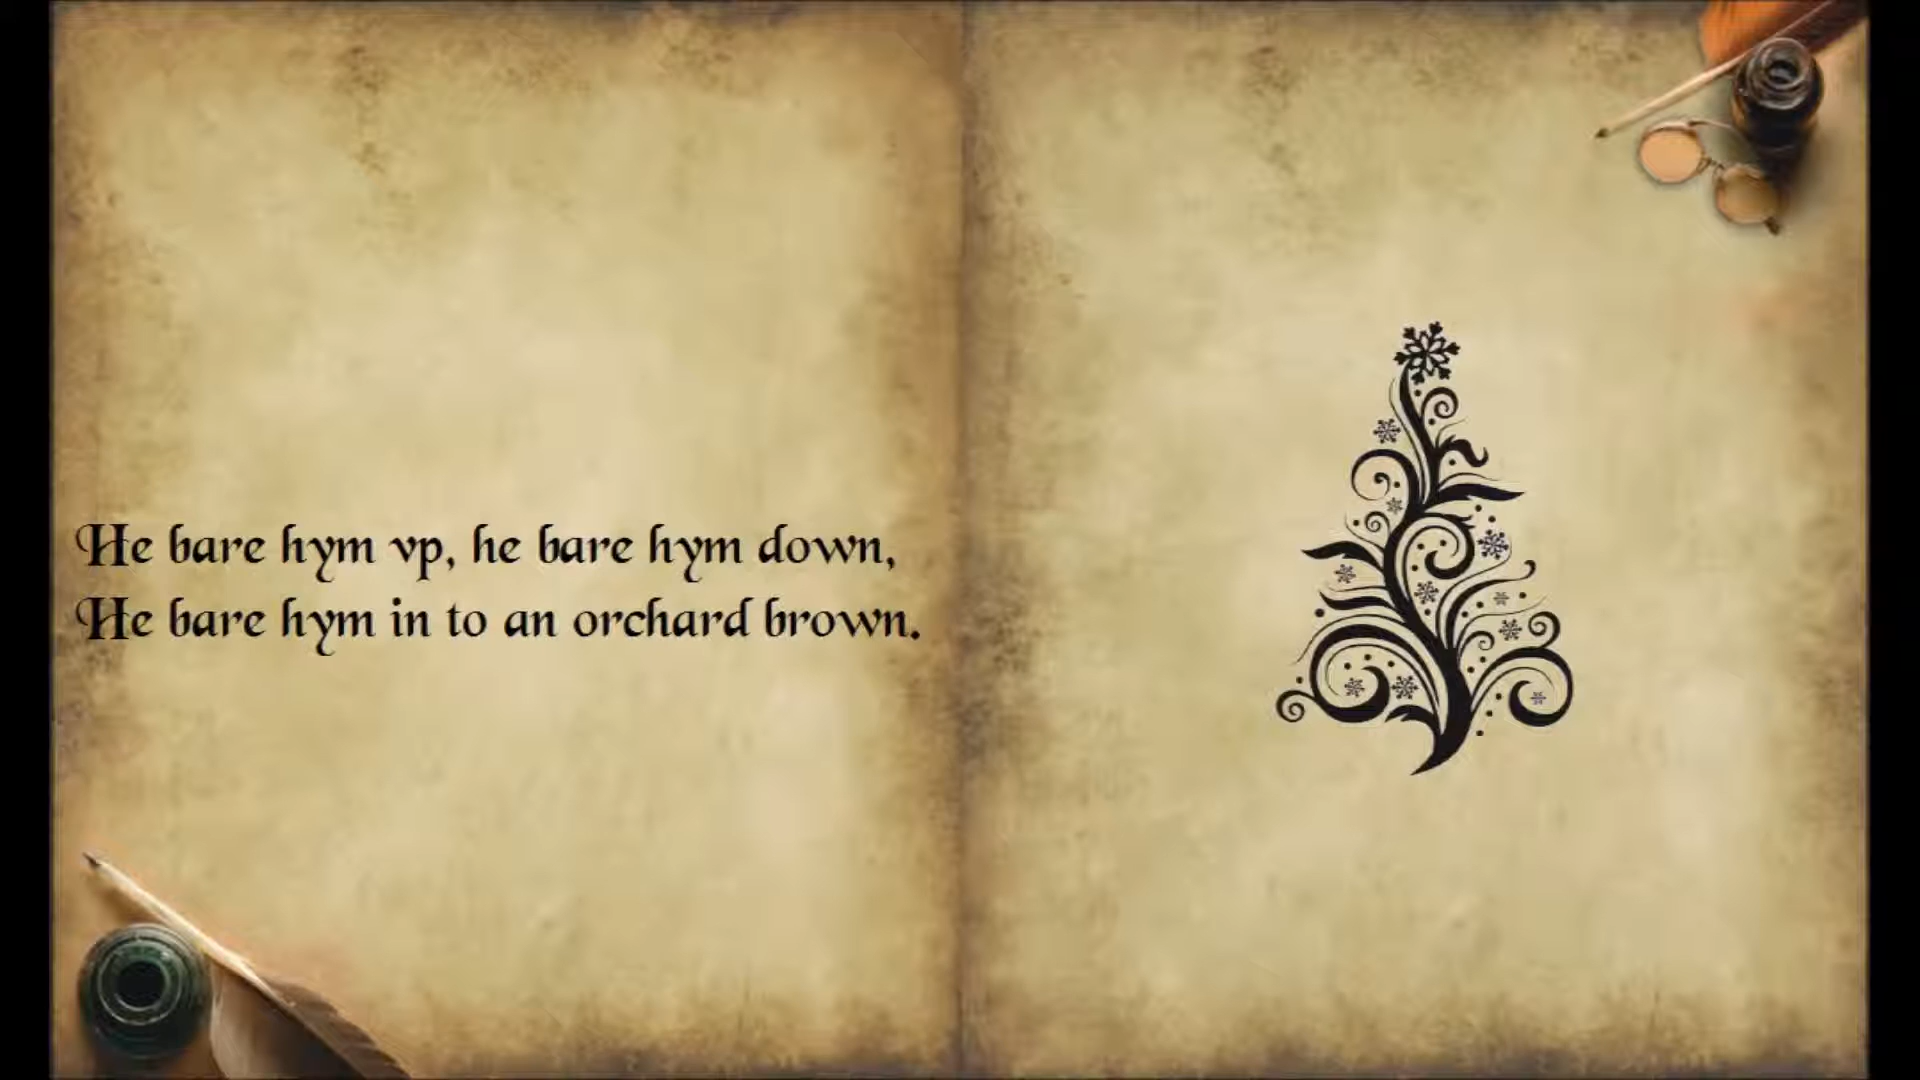 He bare hym vp, he bare hym down,
He bare hym in to an orchard brown.